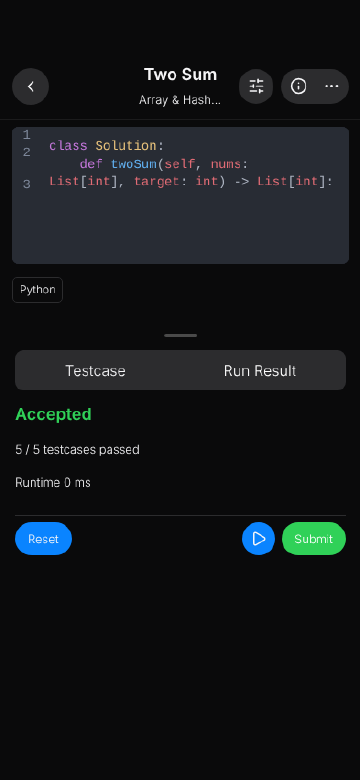 Two Sum
Array & Hash...
1
class Solution:
2
def twoSum(self, nums:
List[int], target: int) -> List[int]:
3
Python
Testcase
Run Result
Accepted
5 / 5 testcases passed
Runtime 0 ms
Reset
Submit